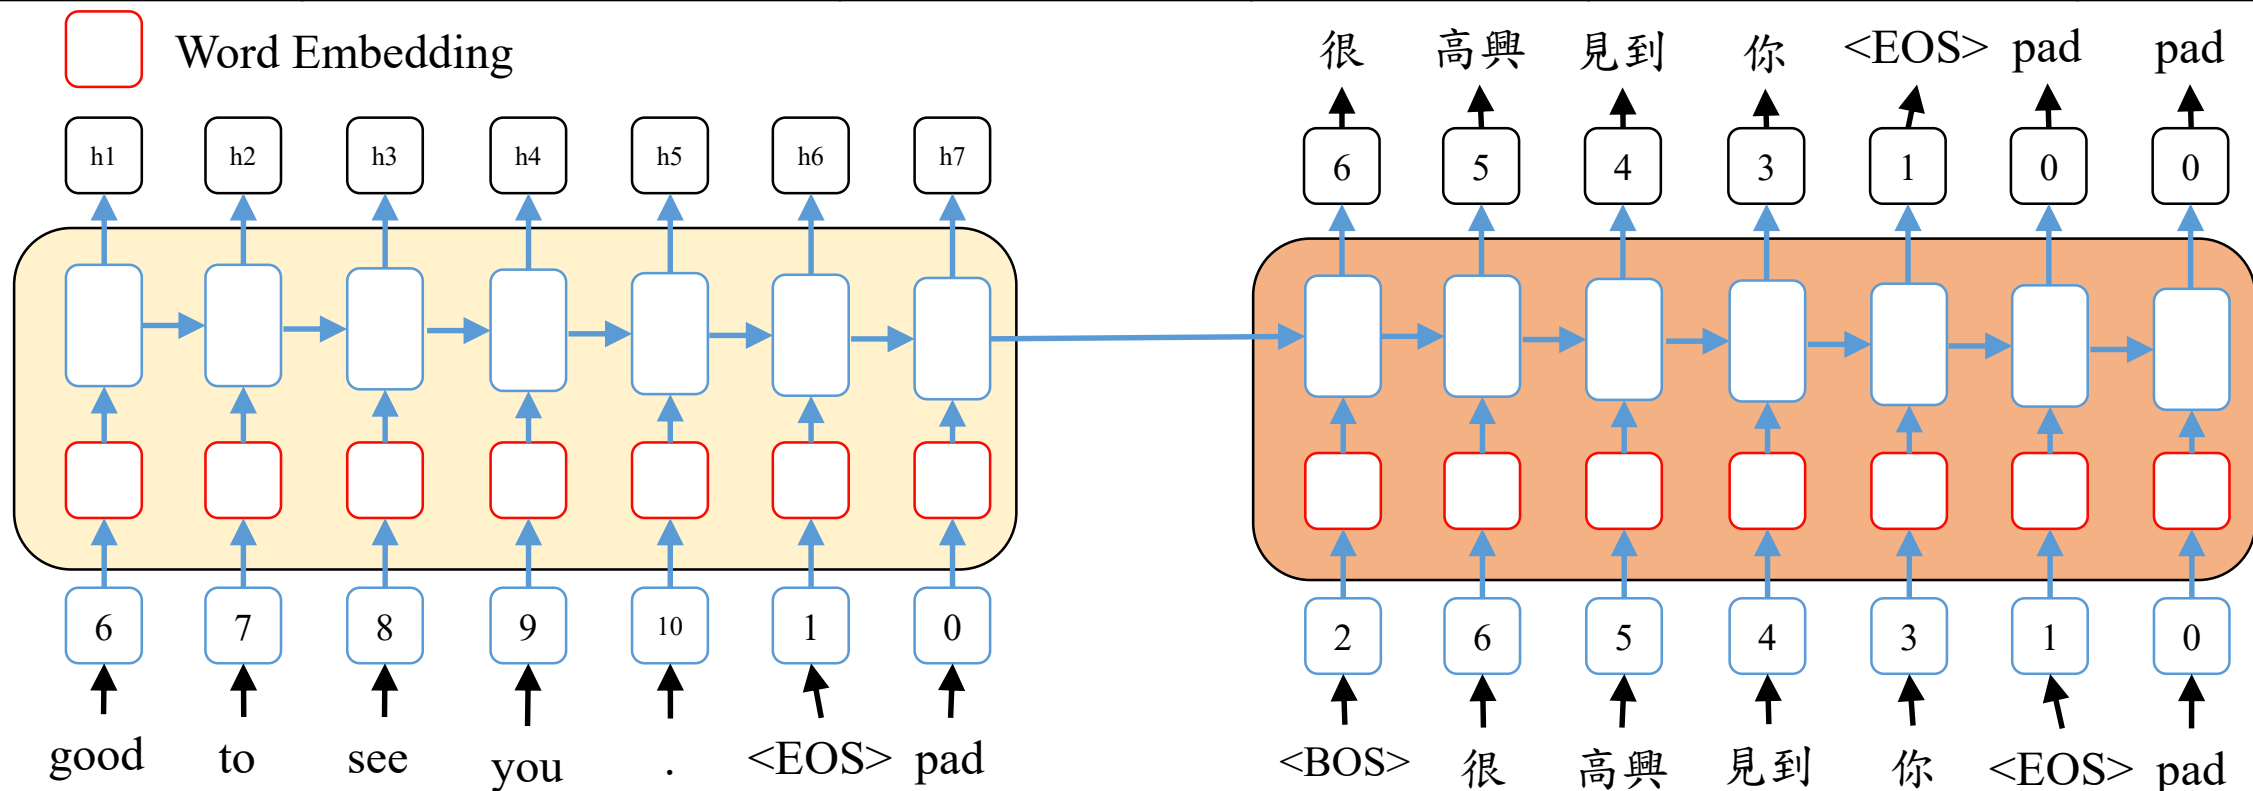 Word Embedding
很 高興 見到 你 <EOS> pad pad
h1 h2 h3 h4 h5 h6 h7
6 5 4 3 1 0 0
6 7 8 9 10 1 0
2 6 5 4 3 1 0
good to see you . <EOS> pad
<BOS> 很 高興 見到 你 <EOS> pad